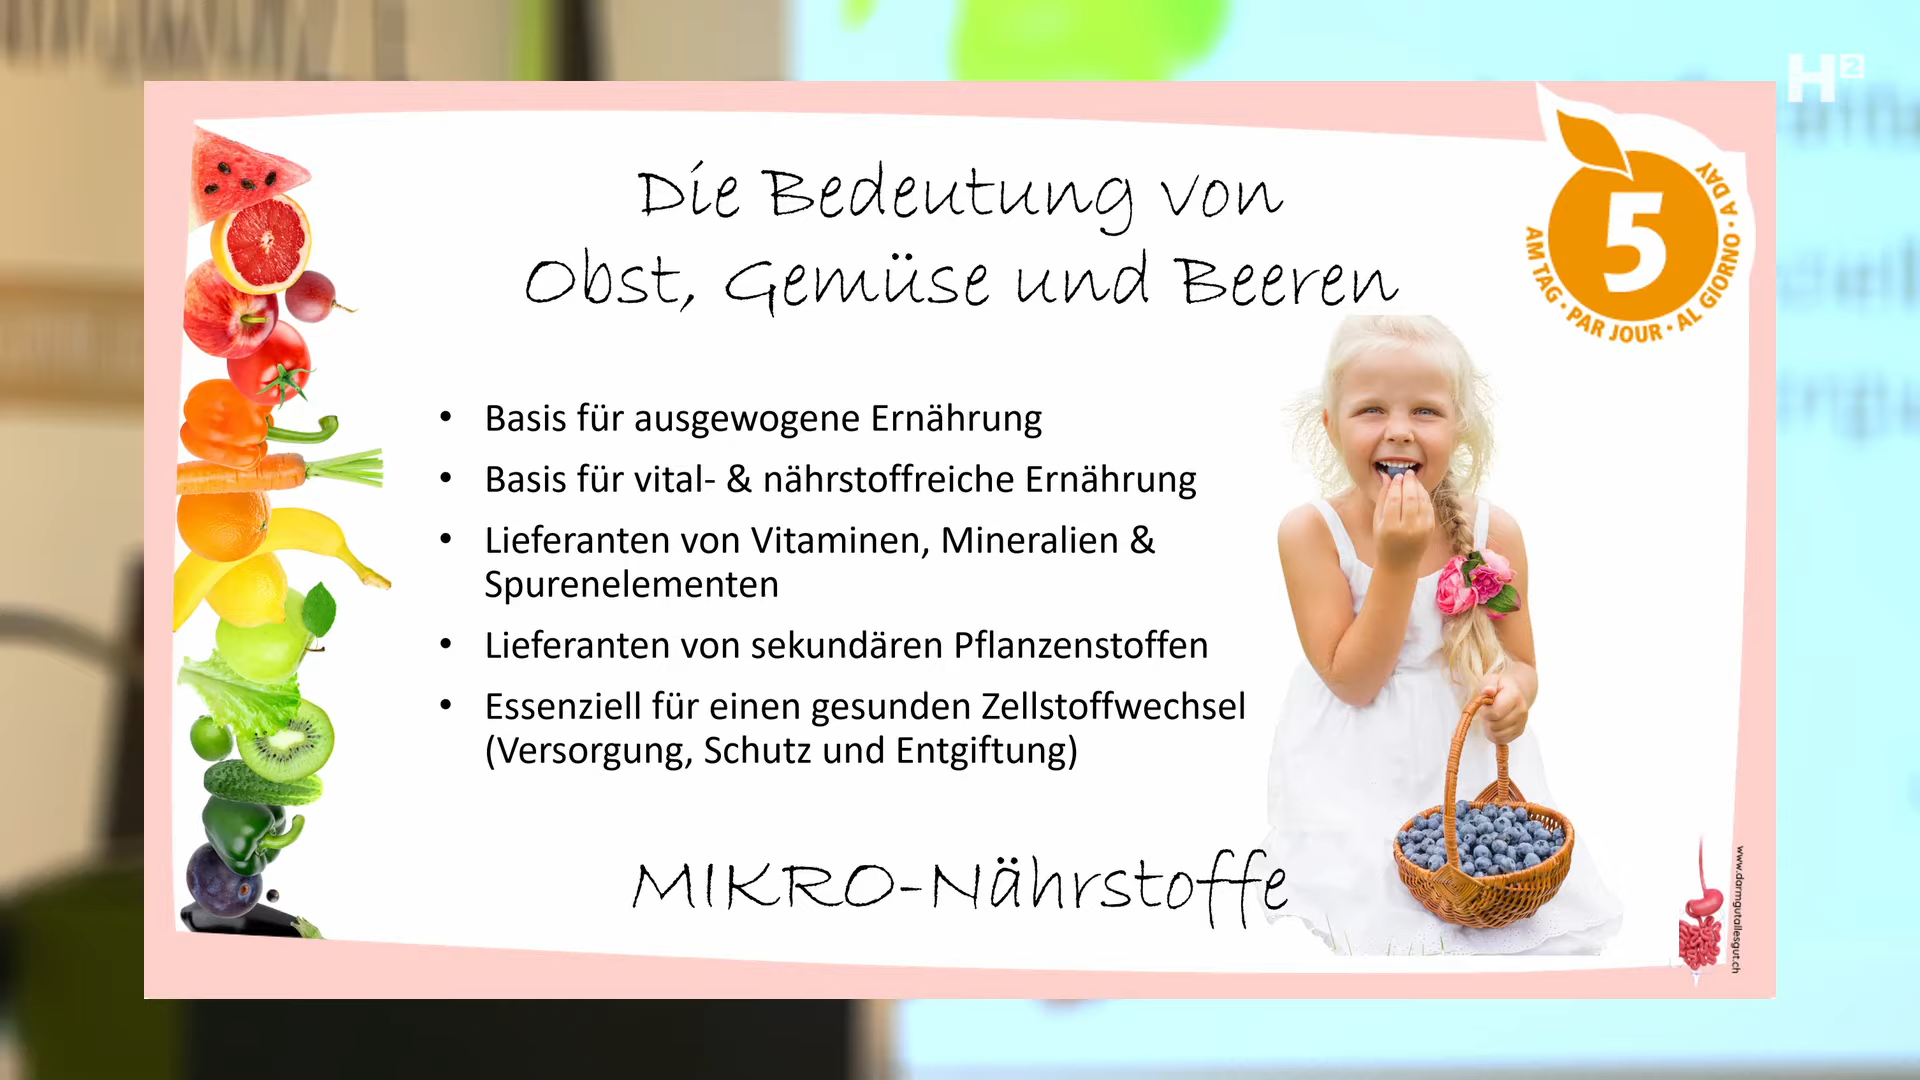 H2
Die Bedeutung von
Obst, Gemüse und Beeren
5
AM TAG · PAR JOUR · AL GIORNO · A DAY
• Basis für ausgewogene Ernährung
• Basis für vital- & nährstoffreiche Ernährung
• Lieferanten von Vitaminen, Mineralien &
Spurenelementen
• Lieferanten von sekundären Pflanzenstoffen
• Essenziell für einen gesunden Zellstoffwechsel
(Versorgung, Schutz und Entgiftung)
MIKRO-Nährstoffe
www.darmgutallesgut.ch